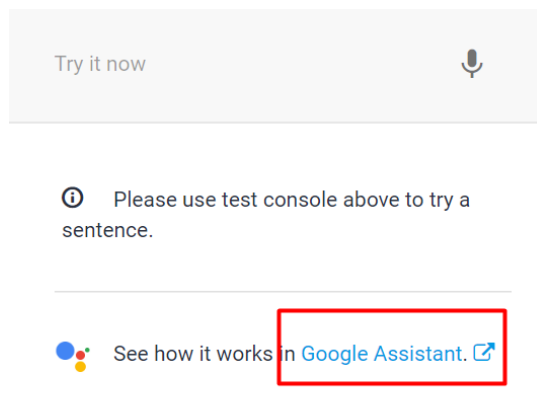 Try it now
Please use test console above to try a
sentence.
See how it works in Google Assistant.